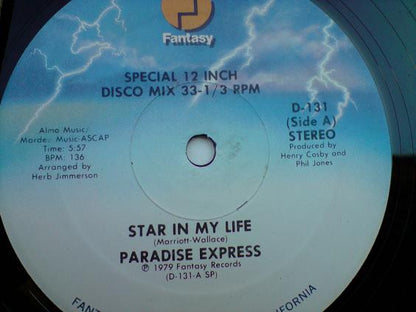 Fantasy
SPECIAL 12 INCH
DISCO MIX 33-1/3 RPM
D-131
(Side A)
STEREO
Produced by
Henry Cosby and
Phil Jones
Almo Music/
Mardec Music-ASCAP
Time: 5:57
BPM: 136
Arranged by
Herb Jimmerson
STAR IN MY LIFE
(Marriott-Wallace)
PARADISE EXPRESS
℗ 1979 Fantasy Records
(D-131-A SP)